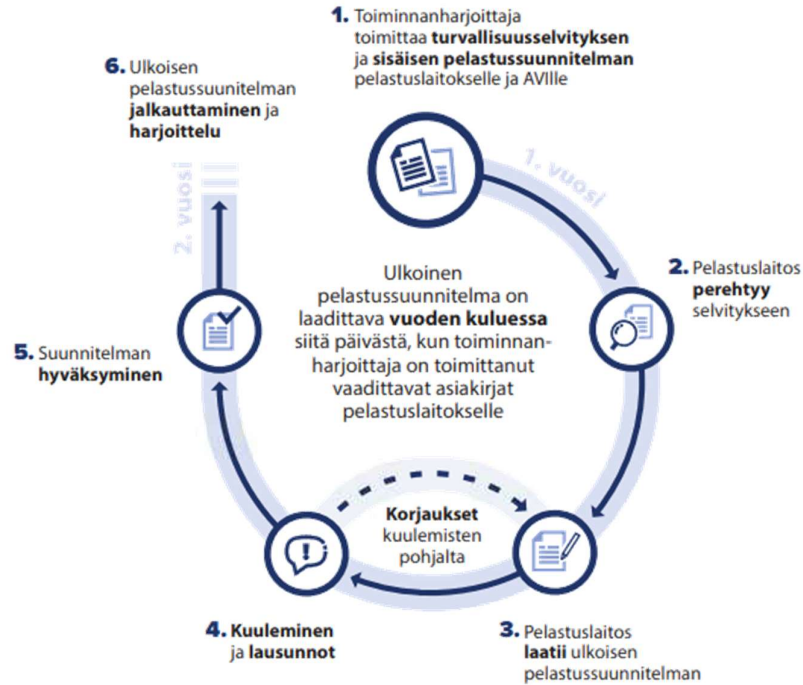 1. Toiminnanharjoittaja
toimittaa turvallisuusselvityksen
ja sisäisen pelastussuunnitelman
pelastuslaitokselle ja AVIlle
1. vuosi
2. Pelastuslaitos
perehtyy
selvitykseen
3. Pelastuslaitos
laatii ulkoisen
pelastussuunnitelman
4. Kuuleminen
ja lausunnot
Korjaukset
kuulemisten
pohjalta
5. Suunnitelman
hyväksyminen
2. vuosi
6. Ulkoisen
pelastussuunitelman
jalkauttaminen ja
harjoittelu
Ulkoinen
pelastussuunnitelma on
laadittava vuoden kuluessa
siitä päivästä, kun toiminnan-
harjoittaja on toimittanut
vaadittavat asiakirjat
pelastuslaitokselle